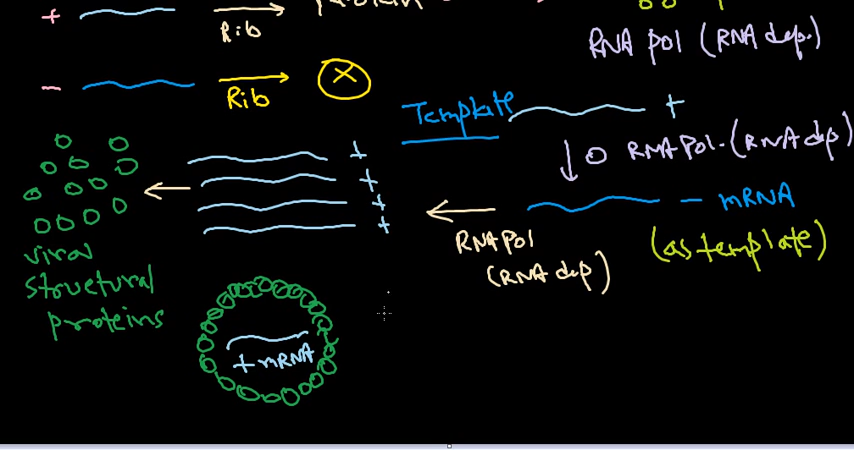 + Rib
RNA pol (RNA dep.)
- Rib X
Template +
RNA Pol. (RNA dep)
+
+
+
+
- mRNA
RNA Pol
(RNA dep)
(as template)
viral
structural
proteins
+ mRNA